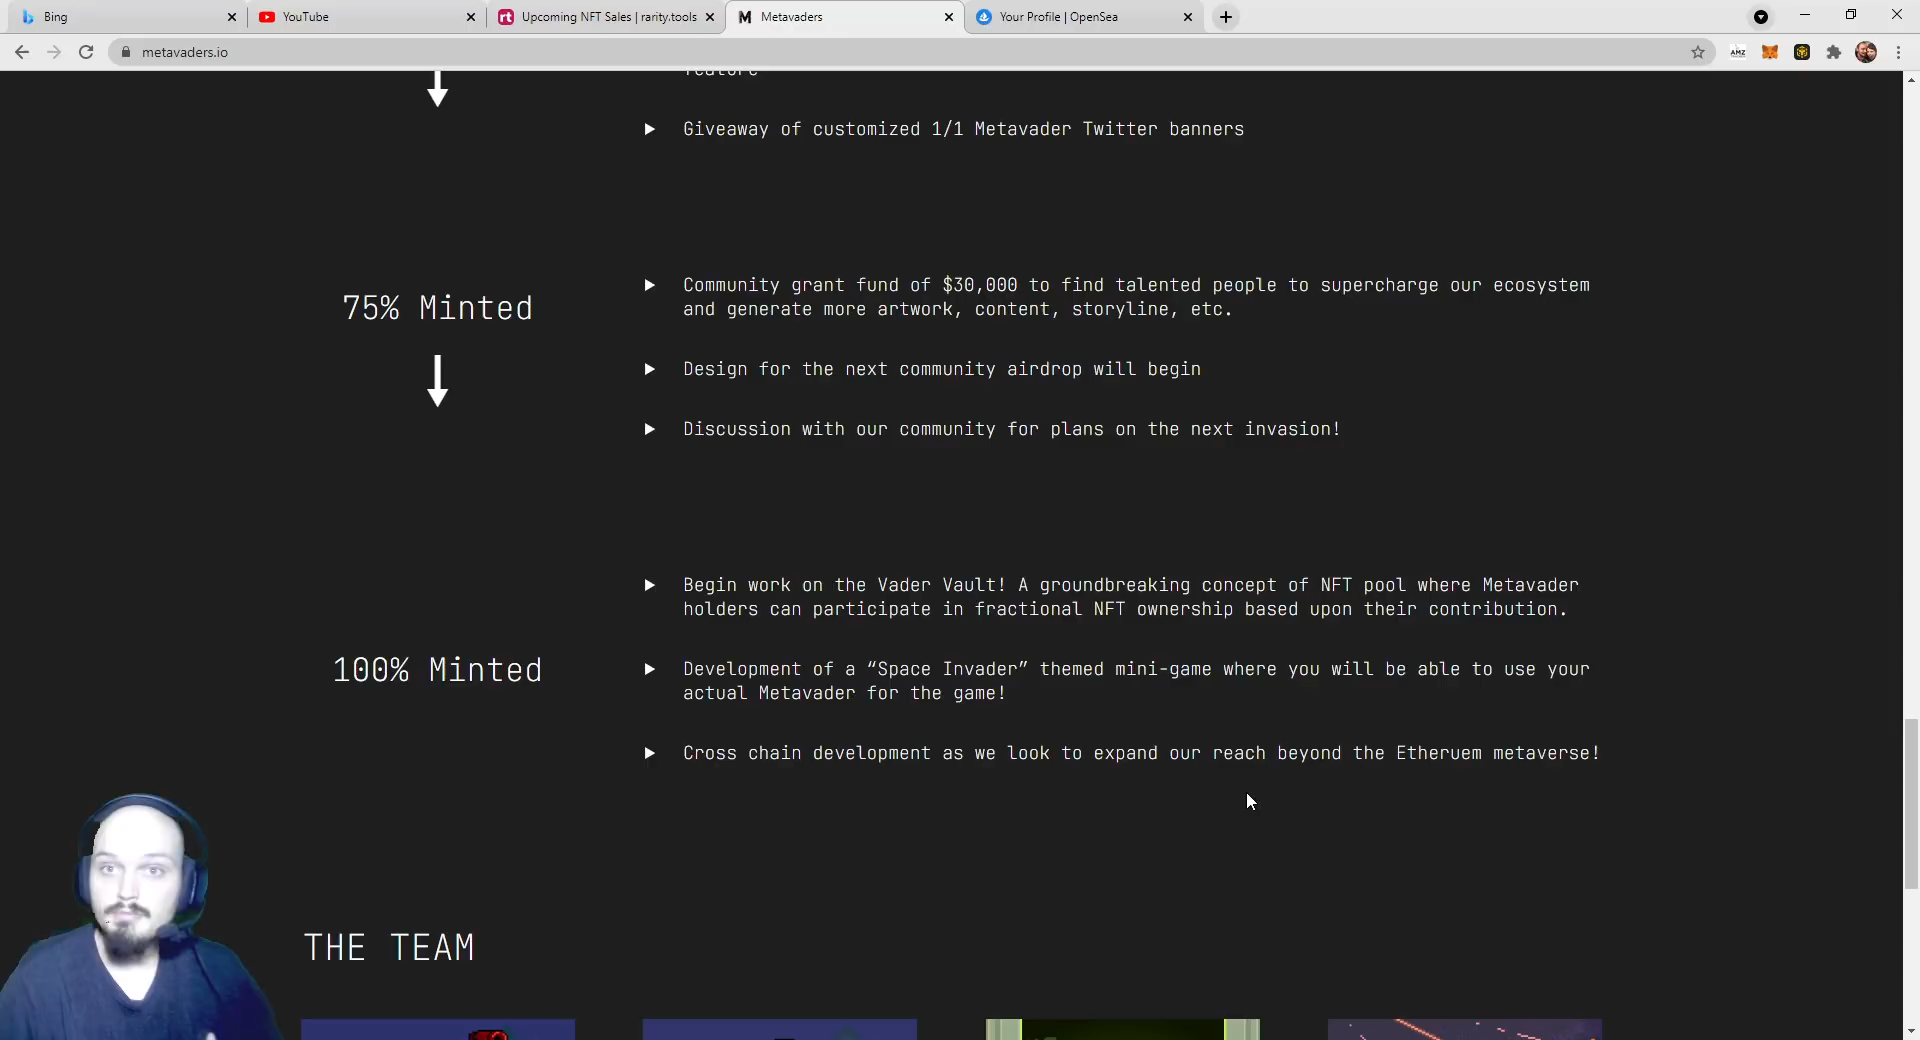 Bing
YouTube
Upcoming NFT Sales | rarity.tools
Metavaders
Your Profile | OpenSea
metavaders.io
AMZ
feature
Giveaway of customized 1/1 Metavader Twitter banners
75% Minted
Community grant fund of $30,000 to find talented people to supercharge our ecosystem
and generate more artwork, content, storyline, etc.
Design for the next community airdrop will begin
Discussion with our community for plans on the next invasion!
100% Minted
Begin work on the Vader Vault! A groundbreaking concept of NFT pool where Metavader
holders can participate in fractional NFT ownership based upon their contribution.
Development of a “Space Invader” themed mini-game where you will be able to use your
actual Metavader for the game!
Cross chain development as we look to expand our reach beyond the Etheruem metaverse!
THE TEAM